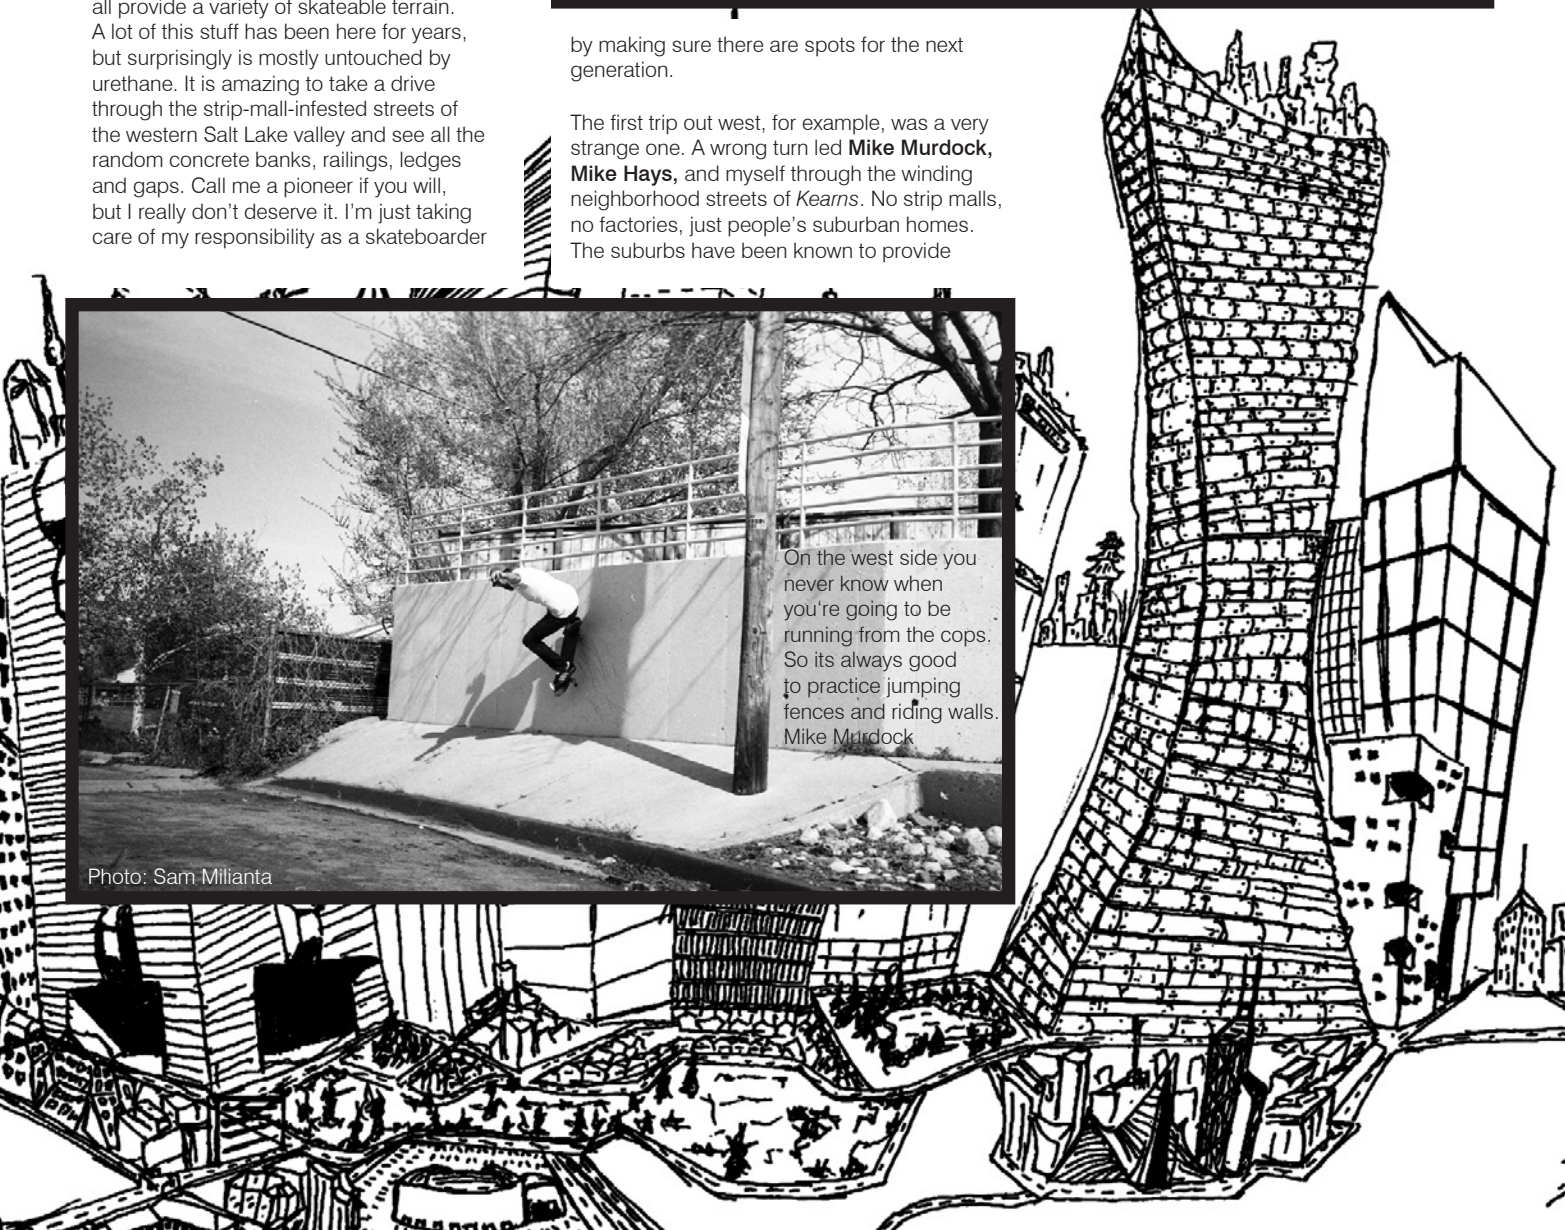 all provide a variety of skateable terrain.
A lot of this stuff has been here for years,
but surprisingly is mostly untouched by
urethane. It is amazing to take a drive
through the strip-mall-infested streets of
the western Salt Lake valley and see all the
random concrete banks, railings, ledges
and gaps. Call me a pioneer if you will,
but I really don't deserve it. I'm just taking
care of my responsibility as a skateboarder
by making sure there are spots for the next
generation.
The first trip out west, for example, was a very
strange one. A wrong turn led Mike Murdock,
Mike Hays, and myself through the winding
neighborhood streets of Kearns. No strip malls,
no factories, just people's suburban homes.
The suburbs have been known to provide
On the west side you
never know when
you're going to be
running from the cops.
So its always good
to practice jumping
fences and riding walls.
Mike Murdock
Photo: Sam Milianta